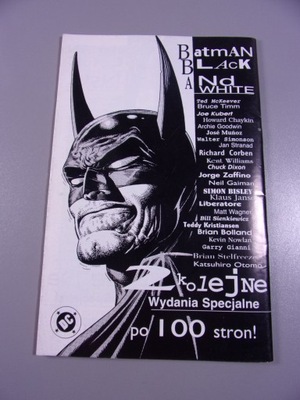 BatmAN
BLAcK
ANd
WHITE
Ted McKeever
Bruce Timm
Joe Kubert
Howard Chaykin
Archie Goodwin
José Muñoz
Walter Simonson
Jan Strnad
Richard Corben
Kent Williams
Chuck Dixon
Jorge Zaffino
Neil Gaiman
SIMON BISLEY
Klaus Janson
Liberatore
Matt Wagner
Bill Sienkiewicz
Teddy Kristiansen
Brian Bolland
Kevin Nowlan
Garry Gianni
Brian Stelfreeze
Katsuhiro Otomo
2 kolejne
Wydania Specjalne
po 100 stron!
DC